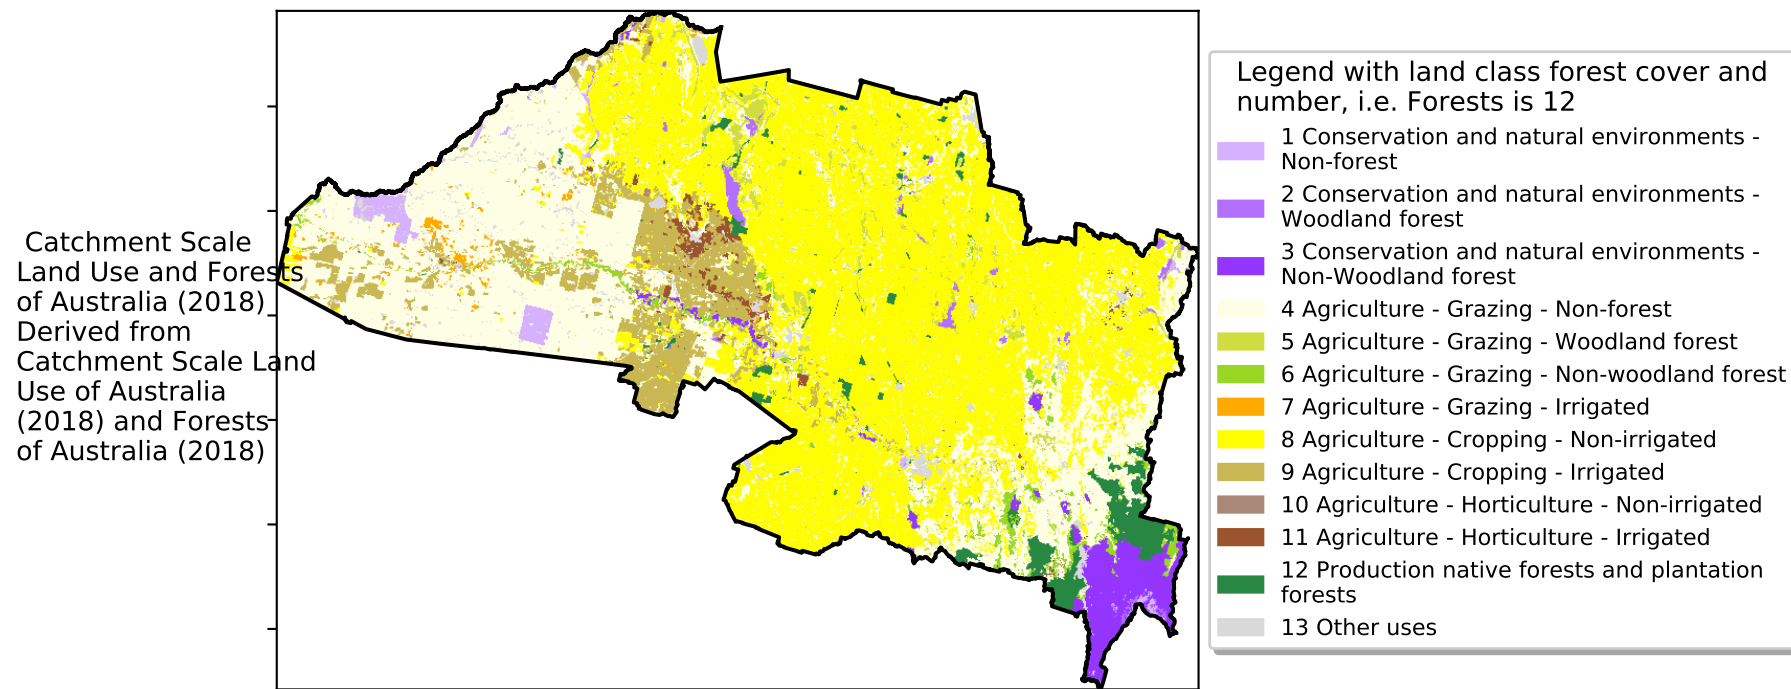 Catchment Scale
Land Use and Forests
of Australia (2018)
Derived from
Catchment Scale Land
Use of Australia
(2018) and Forests
of Australia (2018)
Legend with land class forest cover and
number, i.e. Forests is 12
1 Conservation and natural environments -
Non-forest
2 Conservation and natural environments -
Woodland forest
3 Conservation and natural environments -
Non-Woodland forest
4 Agriculture - Grazing - Non-forest
5 Agriculture - Grazing - Woodland forest
6 Agriculture - Grazing - Non-woodland forest
7 Agriculture - Grazing - Irrigated
8 Agriculture - Cropping - Non-irrigated
9 Agriculture - Cropping - Irrigated
10 Agriculture - Horticulture - Non-irrigated
11 Agriculture - Horticulture - Irrigated
12 Production native forests and plantation
forests
13 Other uses